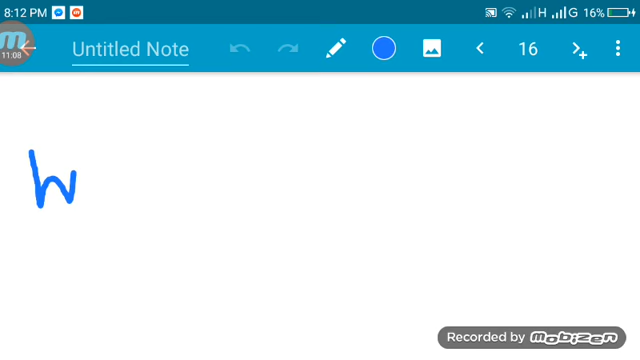 8:12 PM H G 16%
m
11:08
Untitled Note
16
W
Recorded by MOBIZEN